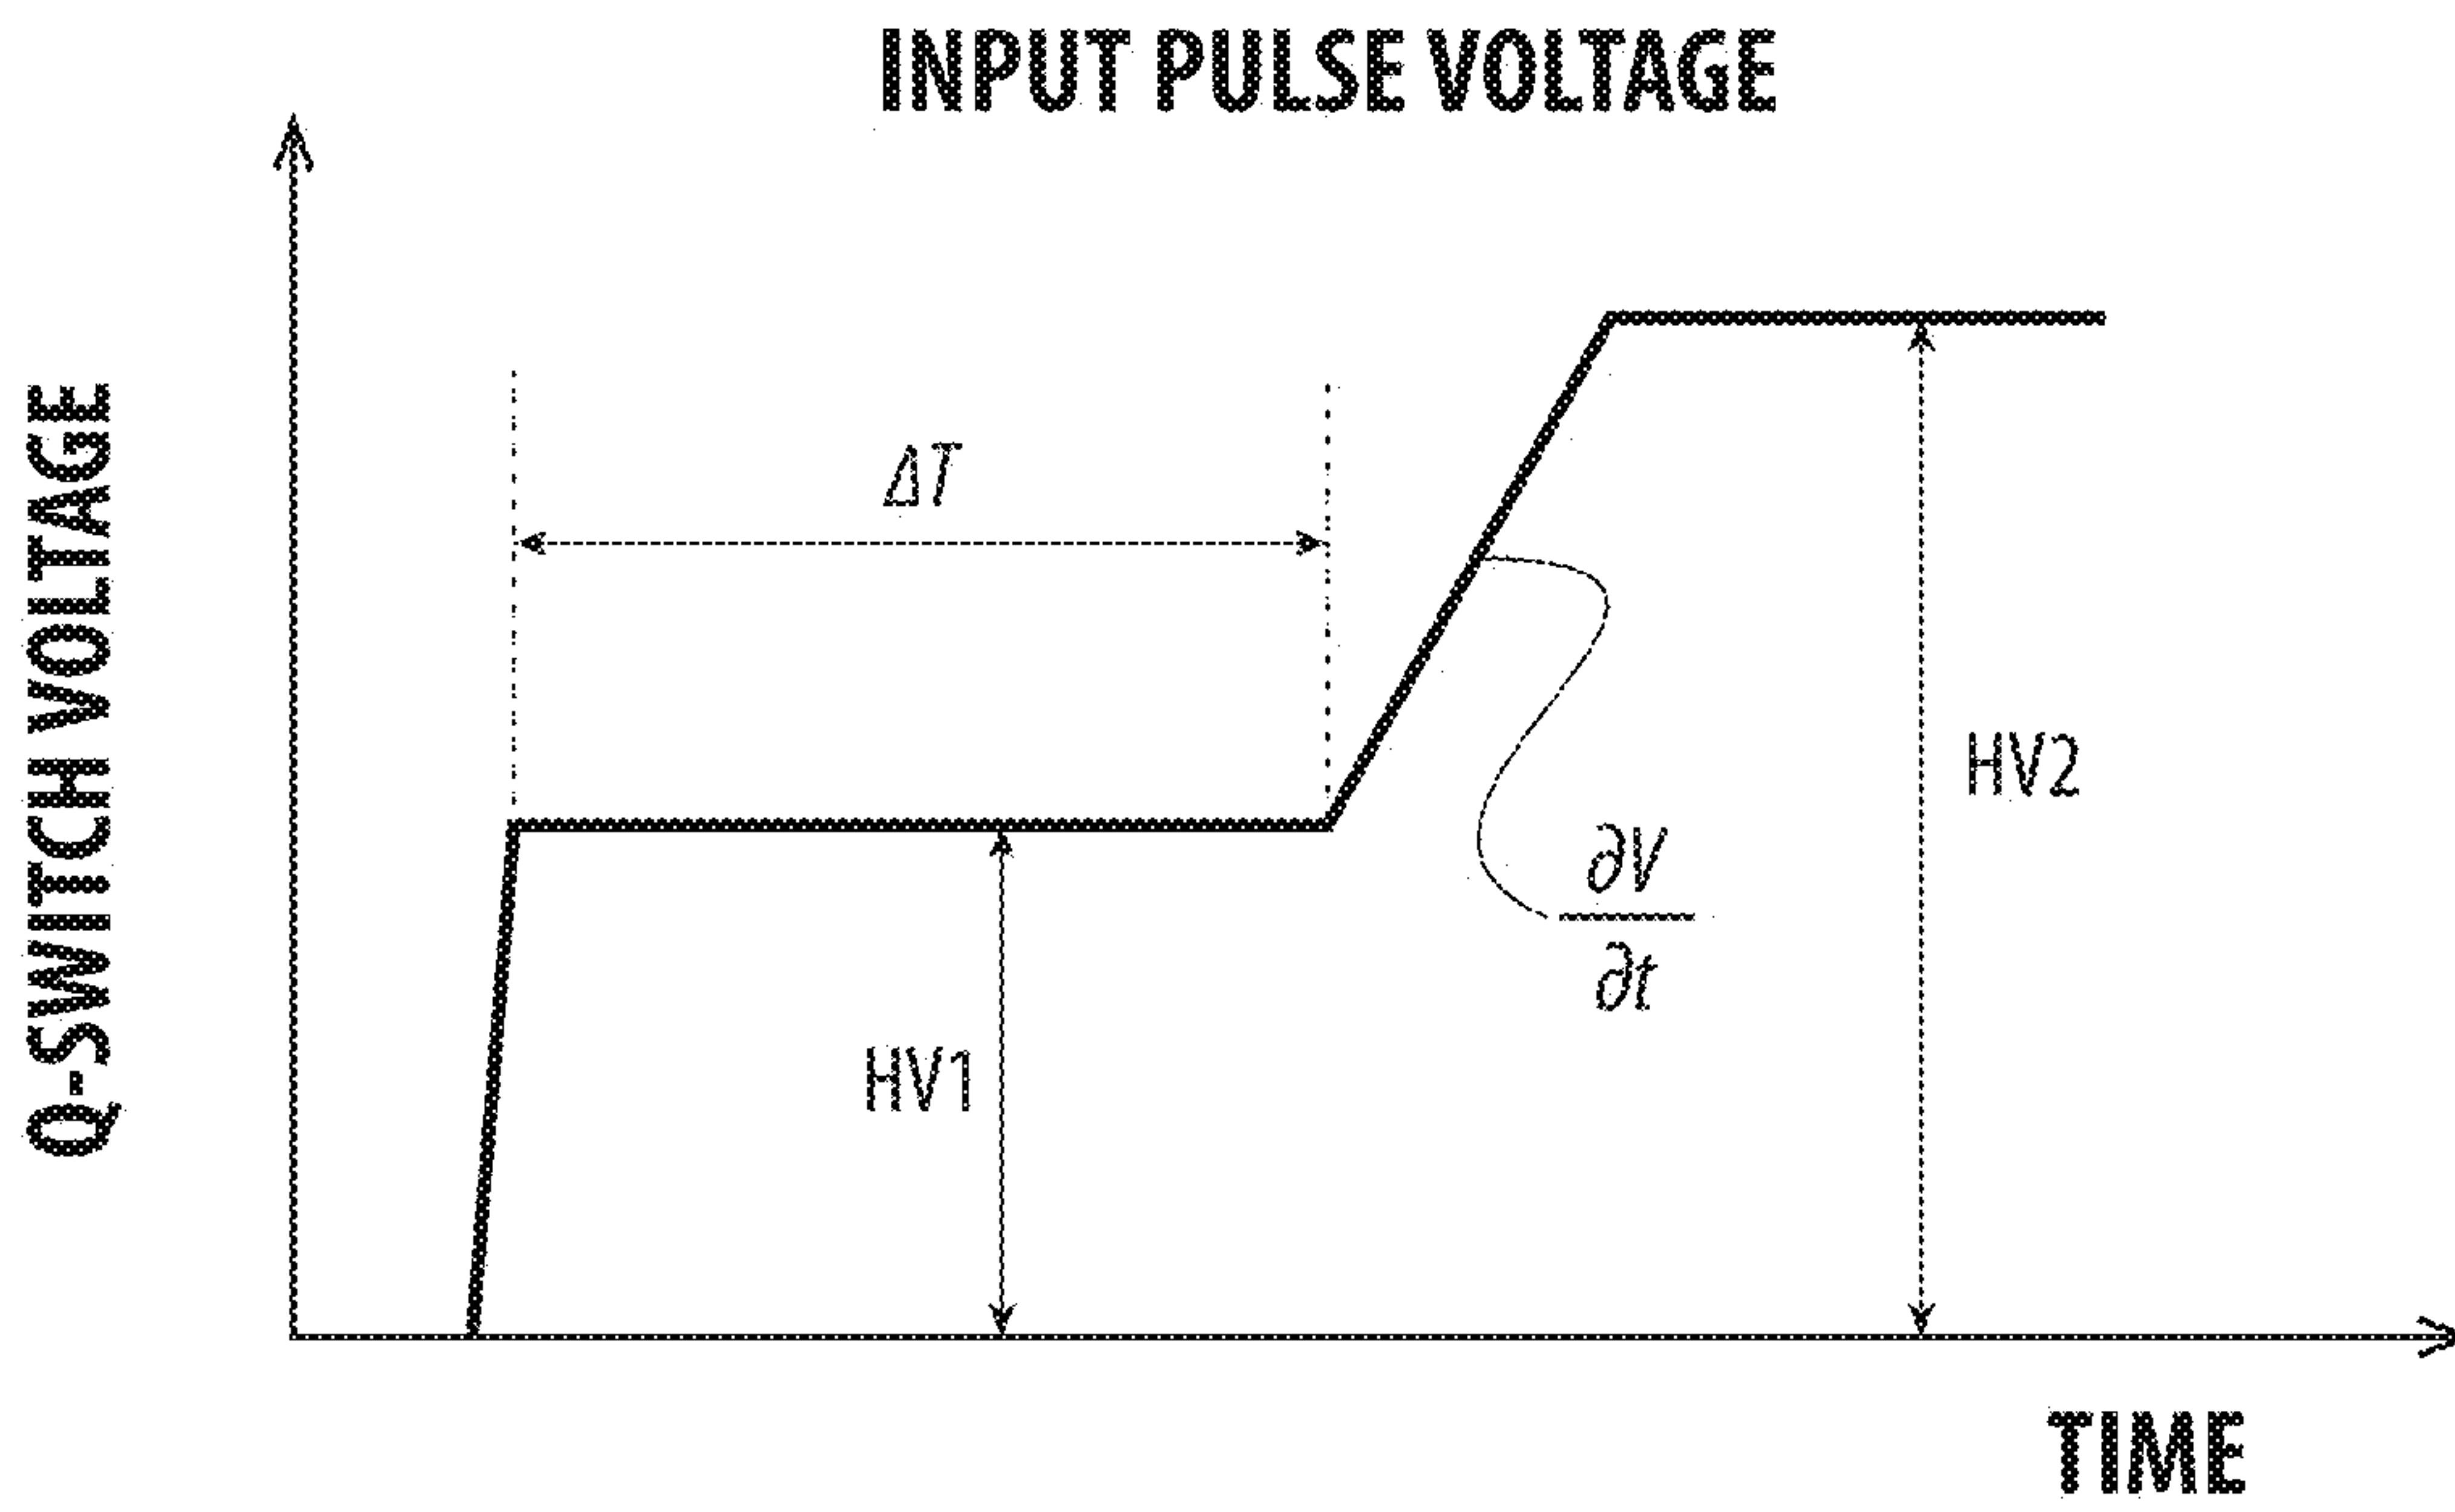 INPUT PULSE VOLTAGE
Q-SWITCH VOLTAGE
ΔT
HV2
∂V
∂t
HV1
TIME